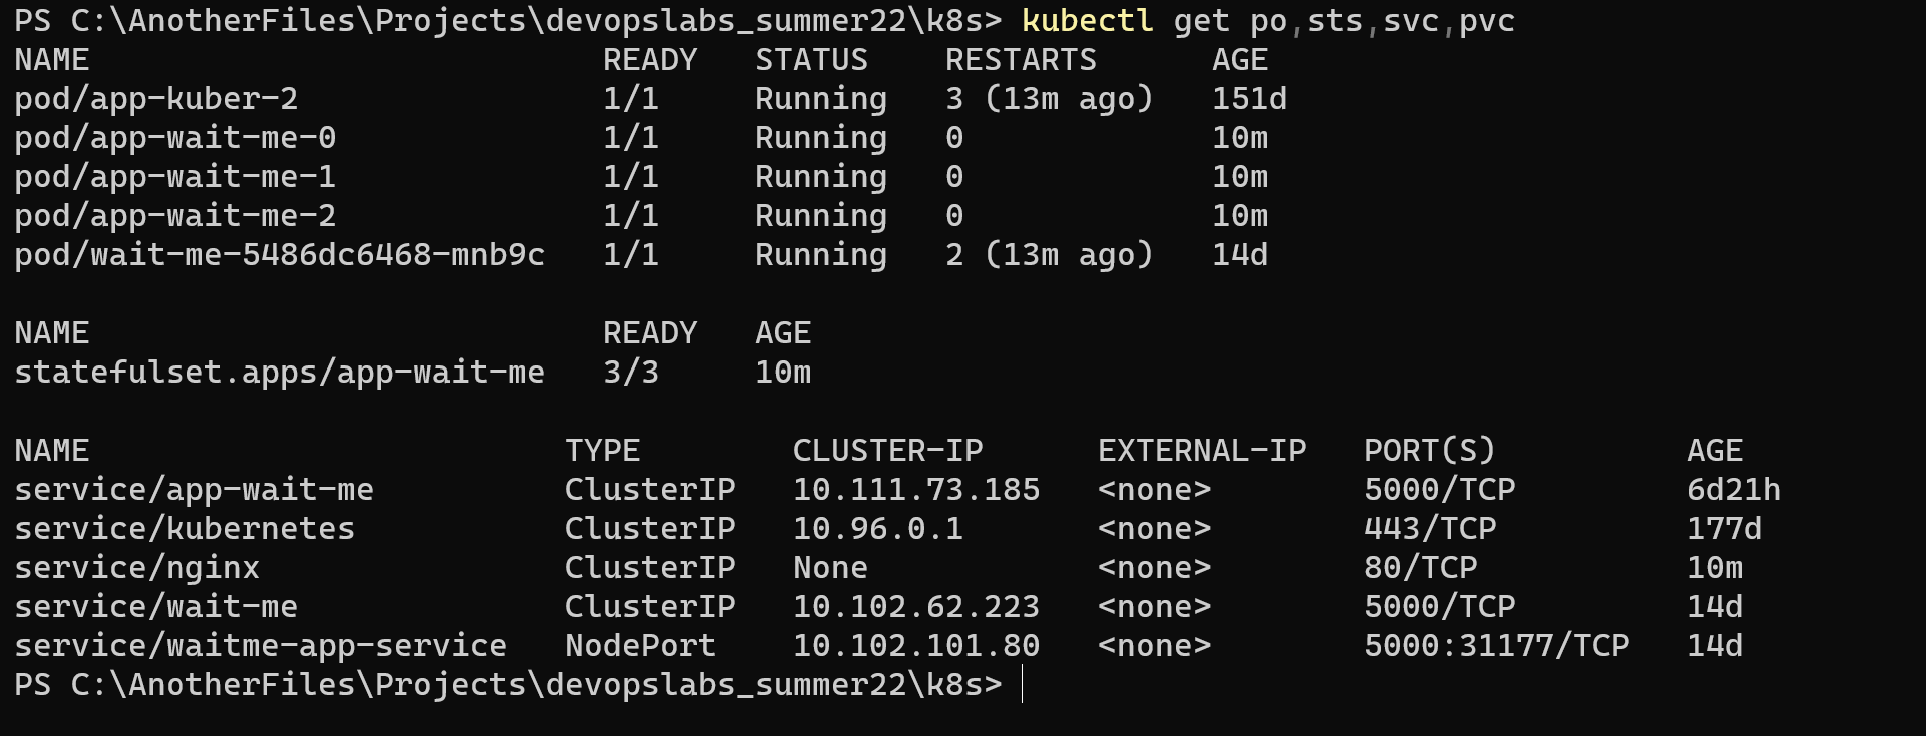 PS C:\AnotherFiles\Projects\devopslabs_summer22\k8s> kubectl get po,sts,svc,pvc
NAME                           READY   STATUS    RESTARTS      AGE
pod/app-kuber-2                1/1     Running   3 (13m ago)   151d
pod/app-wait-me-0              1/1     Running   0             10m
pod/app-wait-me-1              1/1     Running   0             10m
pod/app-wait-me-2              1/1     Running   0             10m
pod/wait-me-5486dc6468-mnb9c   1/1     Running   2 (13m ago)   14d

NAME                           READY   AGE
statefulset.apps/app-wait-me   3/3     10m

NAME                         TYPE        CLUSTER-IP      EXTERNAL-IP   PORT(S)          AGE
service/app-wait-me          ClusterIP   10.111.73.185   <none>        5000/TCP         6d21h
service/kubernetes           ClusterIP   10.96.0.1       <none>        443/TCP          177d
service/nginx                ClusterIP   None            <none>        80/TCP           10m
service/wait-me              ClusterIP   10.102.62.223   <none>        5000/TCP         14d
service/waitme-app-service   NodePort    10.102.101.80   <none>        5000:31177/TCP   14d
PS C:\AnotherFiles\Projects\devopslabs_summer22\k8s>